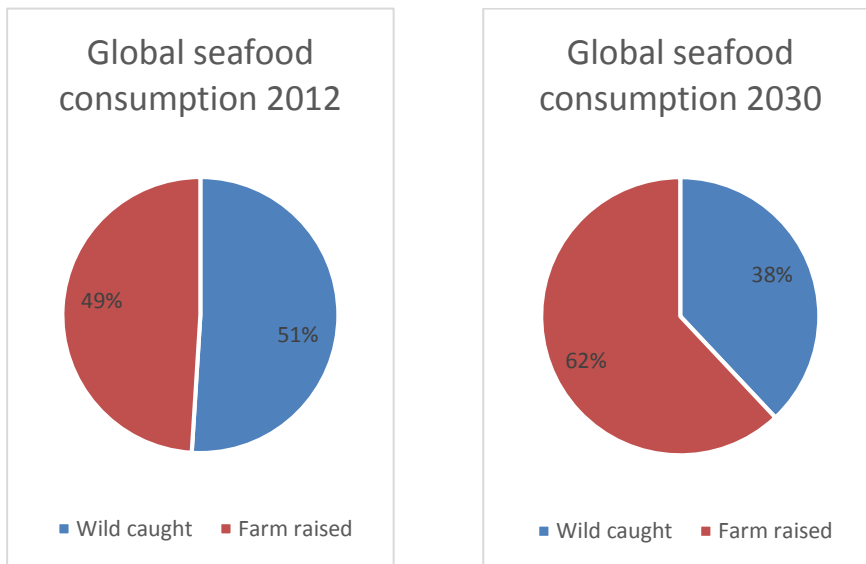 Global seafood
consumption 2012
49%
51%
Wild caught
Farm raised
Global seafood
consumption 2030
38%
62%
Wild caught
Farm raised